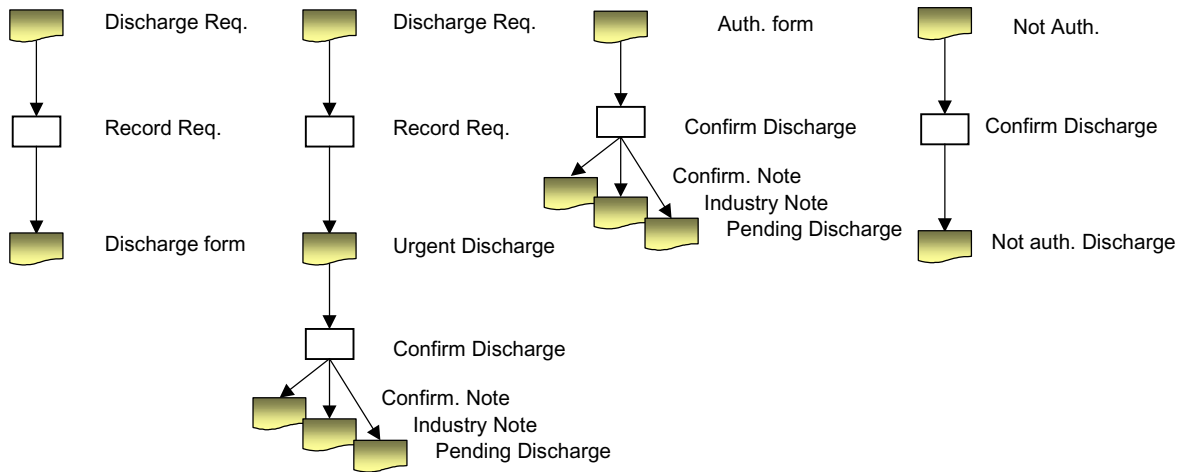 Discharge Req.
Record Req.
Discharge form
Discharge Req.
Record Req.
Urgent Discharge
Confirm Discharge
Confirm. Note
Industry Note
Pending Discharge
Auth. form
Confirm Discharge
Confirm. Note
Industry Note
Pending Discharge
Not Auth.
Confirm Discharge
Not auth. Discharge